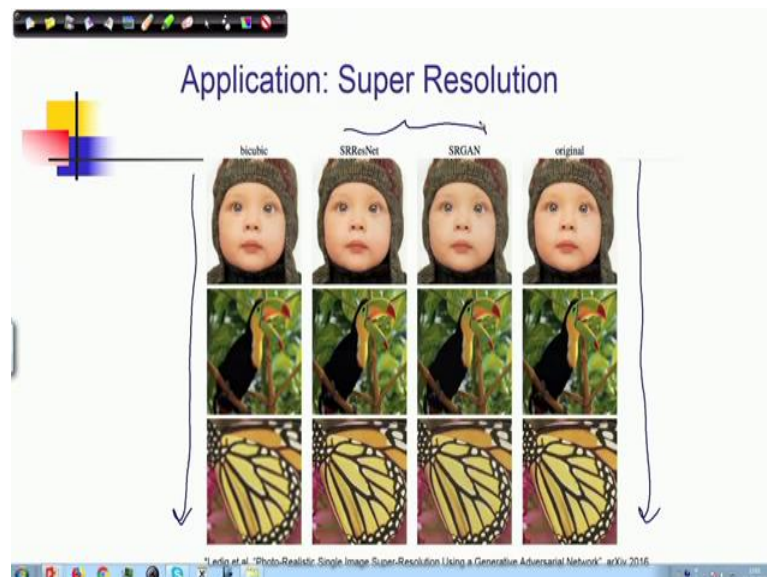 Application: Super Resolution
bicubic SRResNet SRGAN original
*Ledig et al. "Photo-Realistic Single Image Super-Resolution Using a Generative Adversarial Network", arXiv 2016